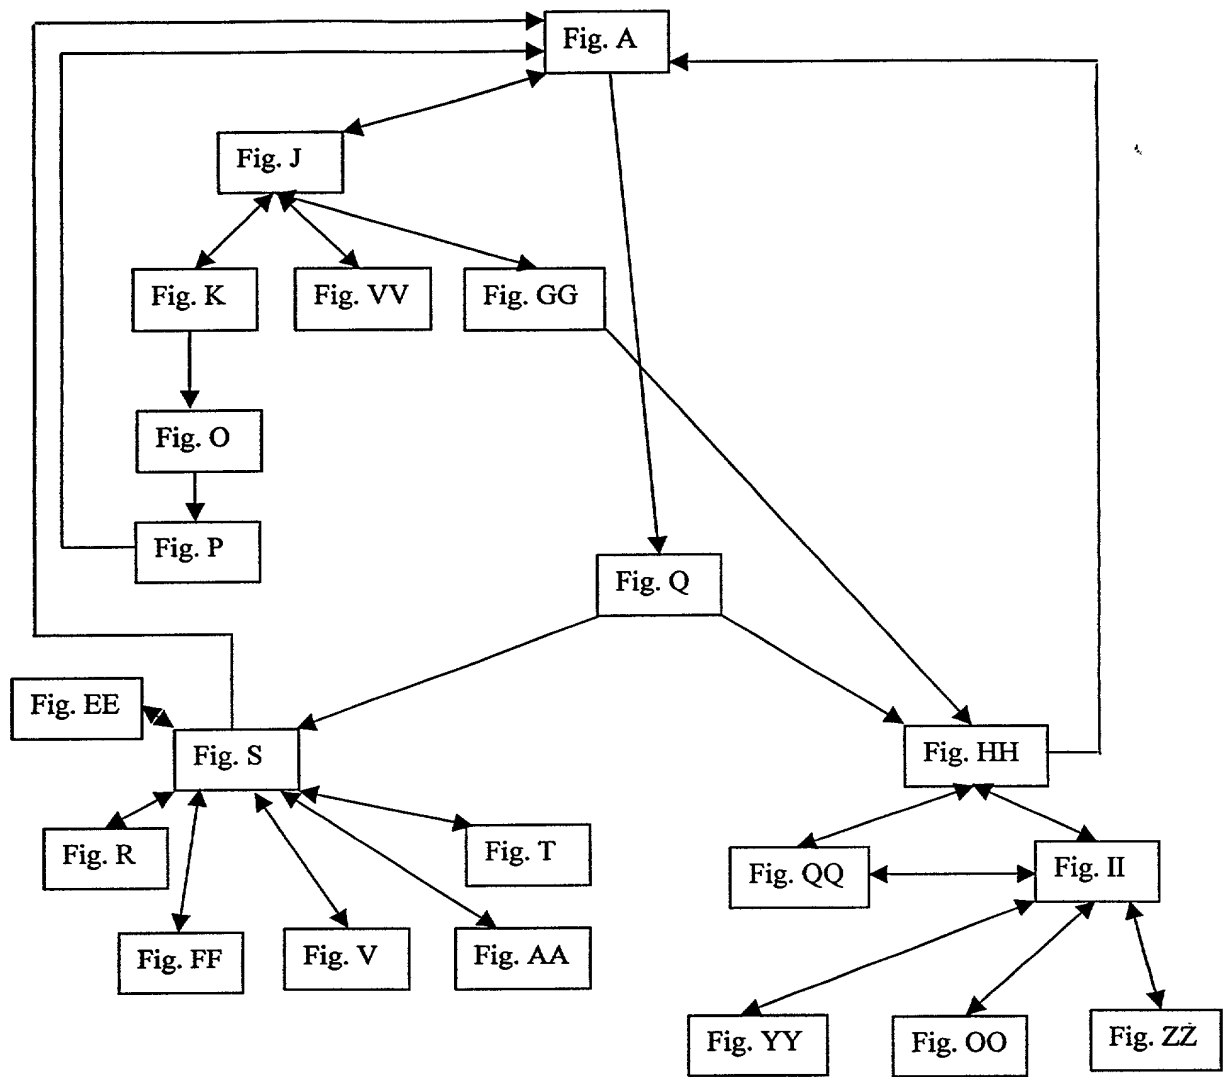 Fig. A
Fig. J
Fig. K
Fig. VV
Fig. GG
Fig. O
Fig. P
Fig. Q
Fig. EE
Fig. S
Fig. HH
Fig. R
Fig. T
Fig. QQ
Fig. II
Fig. FF
Fig. V
Fig. AA
Fig. YY
Fig. OO
Fig. ZZ